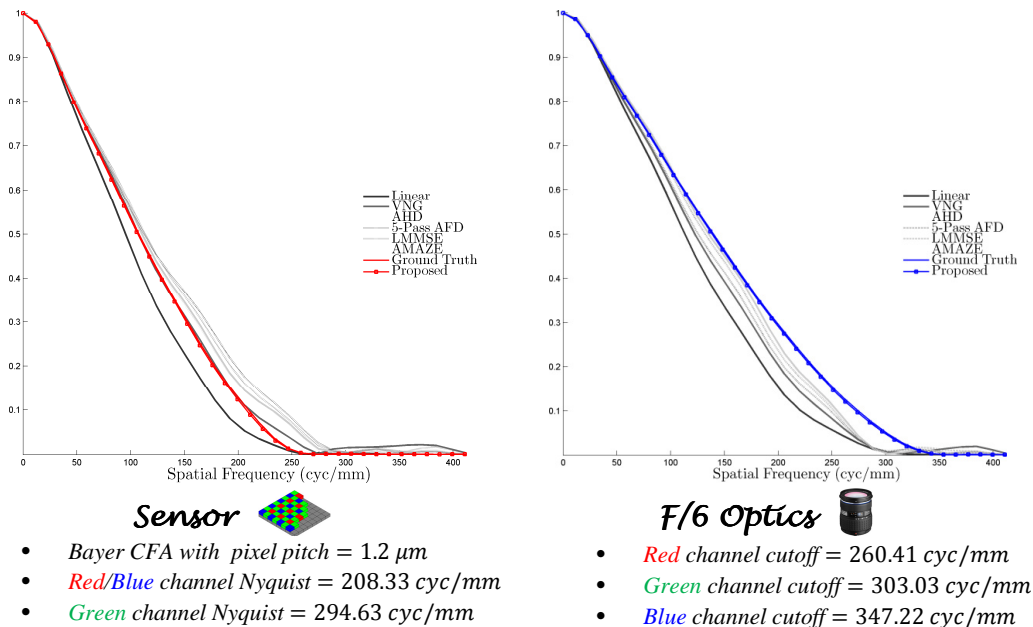 1
0.9
0.8
0.7
0.6
0.5
0.4
0.3
0.2
0.1
0 50 100 150 200 250 300 350 400
Spatial Frequency (cyc/mm)
Linear
VNG
AHD
5-Pass AFD
LMMSE
AMAZE
Ground Truth
Proposed
1
0.9
0.8
0.7
0.6
0.5
0.4
0.3
0.2
0.1
0 50 100 150 200 250 300 350 400
Spatial Frequency (cyc/mm)
Linear
VNG
AHD
5-Pass AFD
LMMSE
AMAZE
Ground Truth
Proposed
Sensor
• Bayer CFA with pixel pitch = 1.2 μm
• Red/Blue channel Nyquist = 208.33 cyc/mm
• Green channel Nyquist = 294.63 cyc/mm
F/6 Optics
• Red channel cutoff = 260.41 cyc/mm
• Green channel cutoff = 303.03 cyc/mm
• Blue channel cutoff = 347.22 cyc/mm